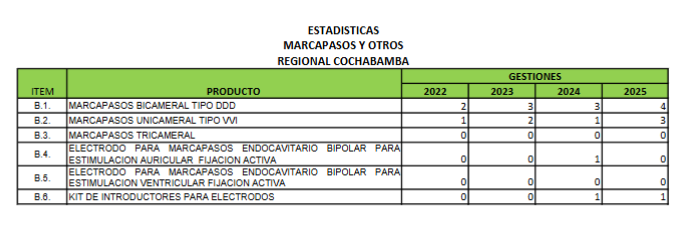 ESTADISTICAS
MARCAPASOS Y OTROS
REGIONAL COCHABAMBA
GESTIONES
ITEM PRODUCTO 2022 2023 2024 2025
B.1. MARCAPASOS BICAMERAL TIPO DDD 2 3 3 4
B.2. MARCAPASOS UNICAMERAL TIPO VVI 1 2 1 3
B.3. MARCAPASOS TRICAMERAL 0 0 0 0
ELECTRODO PARA MARCAPASOS ENDOCAVITARIO BIPOLAR PARA
B.4. ESTIMULACION AURICULAR FIJACION ACTIVA 0 0 1 0
ELECTRODO PARA MARCAPASOS ENDOCAVITARIO BIPOLAR PARA
B.5. ESTIMULACION VENTRICULAR FIJACION ACTIVA 0 0 0 0
B.6. KIT DE INTRODUCTORES PARA ELECTRODOS 0 0 1 1